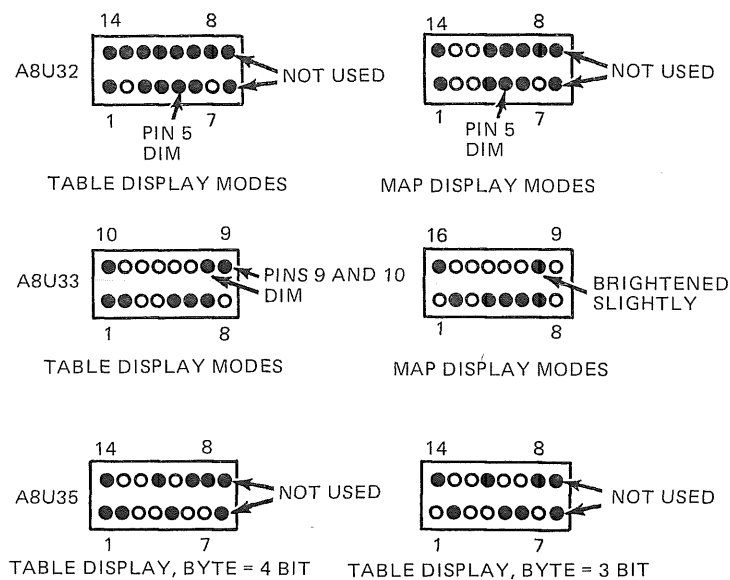 14 8
14 8
A8U32
NOT USED
NOT USED
1 7
1 7
PIN 5
DIM
PIN 5
DIM
TABLE DISPLAY MODES
MAP DISPLAY MODES
10 9
16 9
A8U33
PINS 9 AND 10
DIM
BRIGHTENED
SLIGHTLY
1 8
1 8
TABLE DISPLAY MODES
MAP DISPLAY MODES
14 8
14 8
A8U35
NOT USED
NOT USED
1 7
1 7
TABLE DISPLAY, BYTE = 4 BIT
TABLE DISPLAY, BYTE = 3 BIT